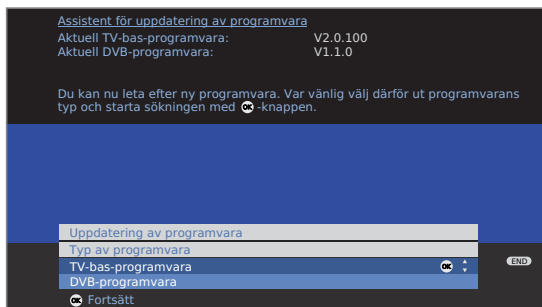 Assistent för uppdatering av programvara
Aktuell TV-bas-programvara: V2.0.100
Aktuell DVB-programvara: V1.1.0
Du kan nu leta efter ny programvara. Var vänlig välj därför ut programvarans
typ och starta sökningen med OK -knappen.
Uppdatering av programvara
Typ av programvara
TV-bas-programvara OK
END
DVB-programvara
OK Fortsätt